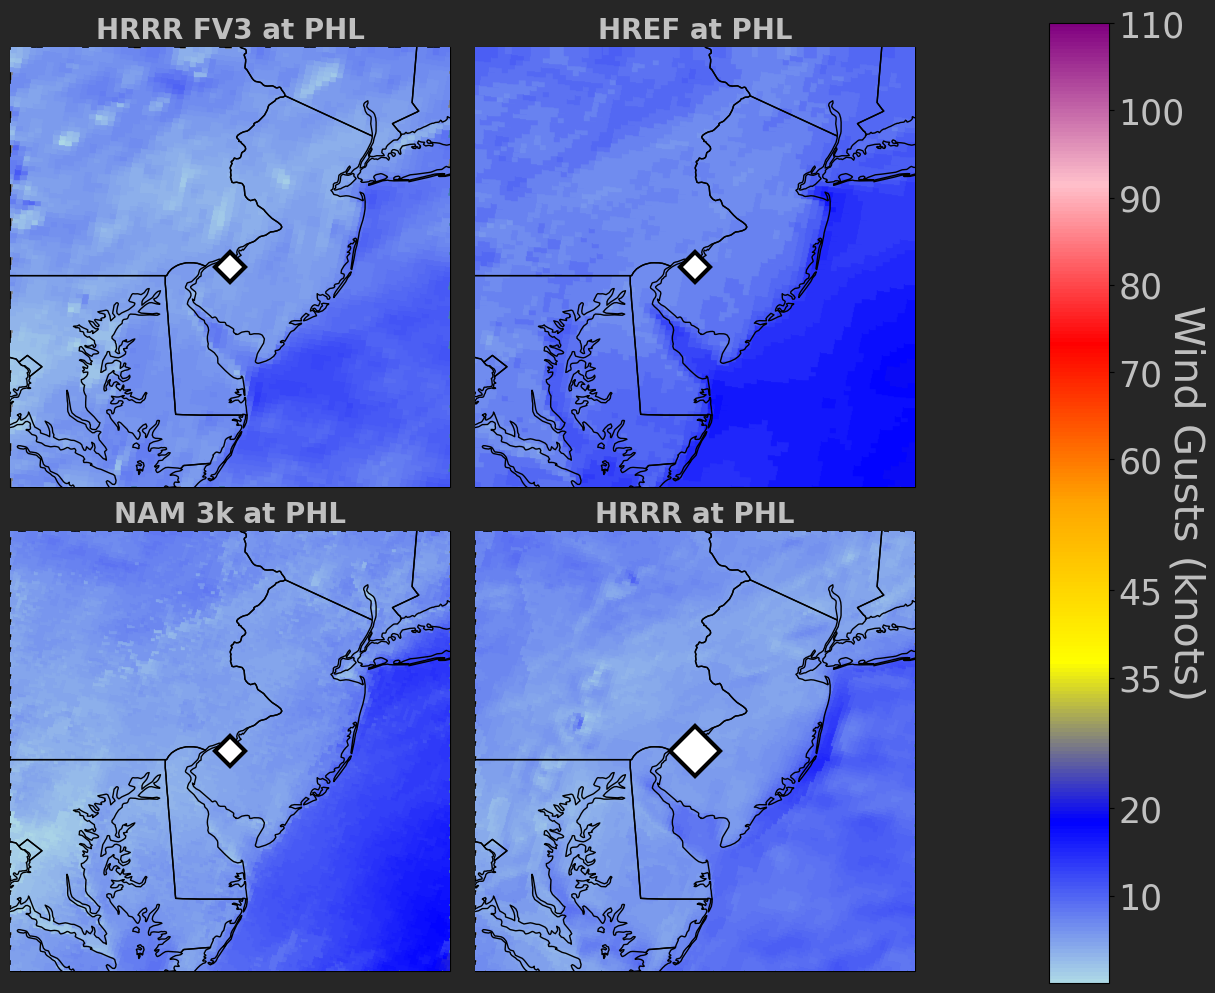 HRRR FV3 at PHL
HREF at PHL
NAM 3k at PHL
HRRR at PHL
110
100
90
80
70
60
45
35
20
10
Wind Gusts (knots)